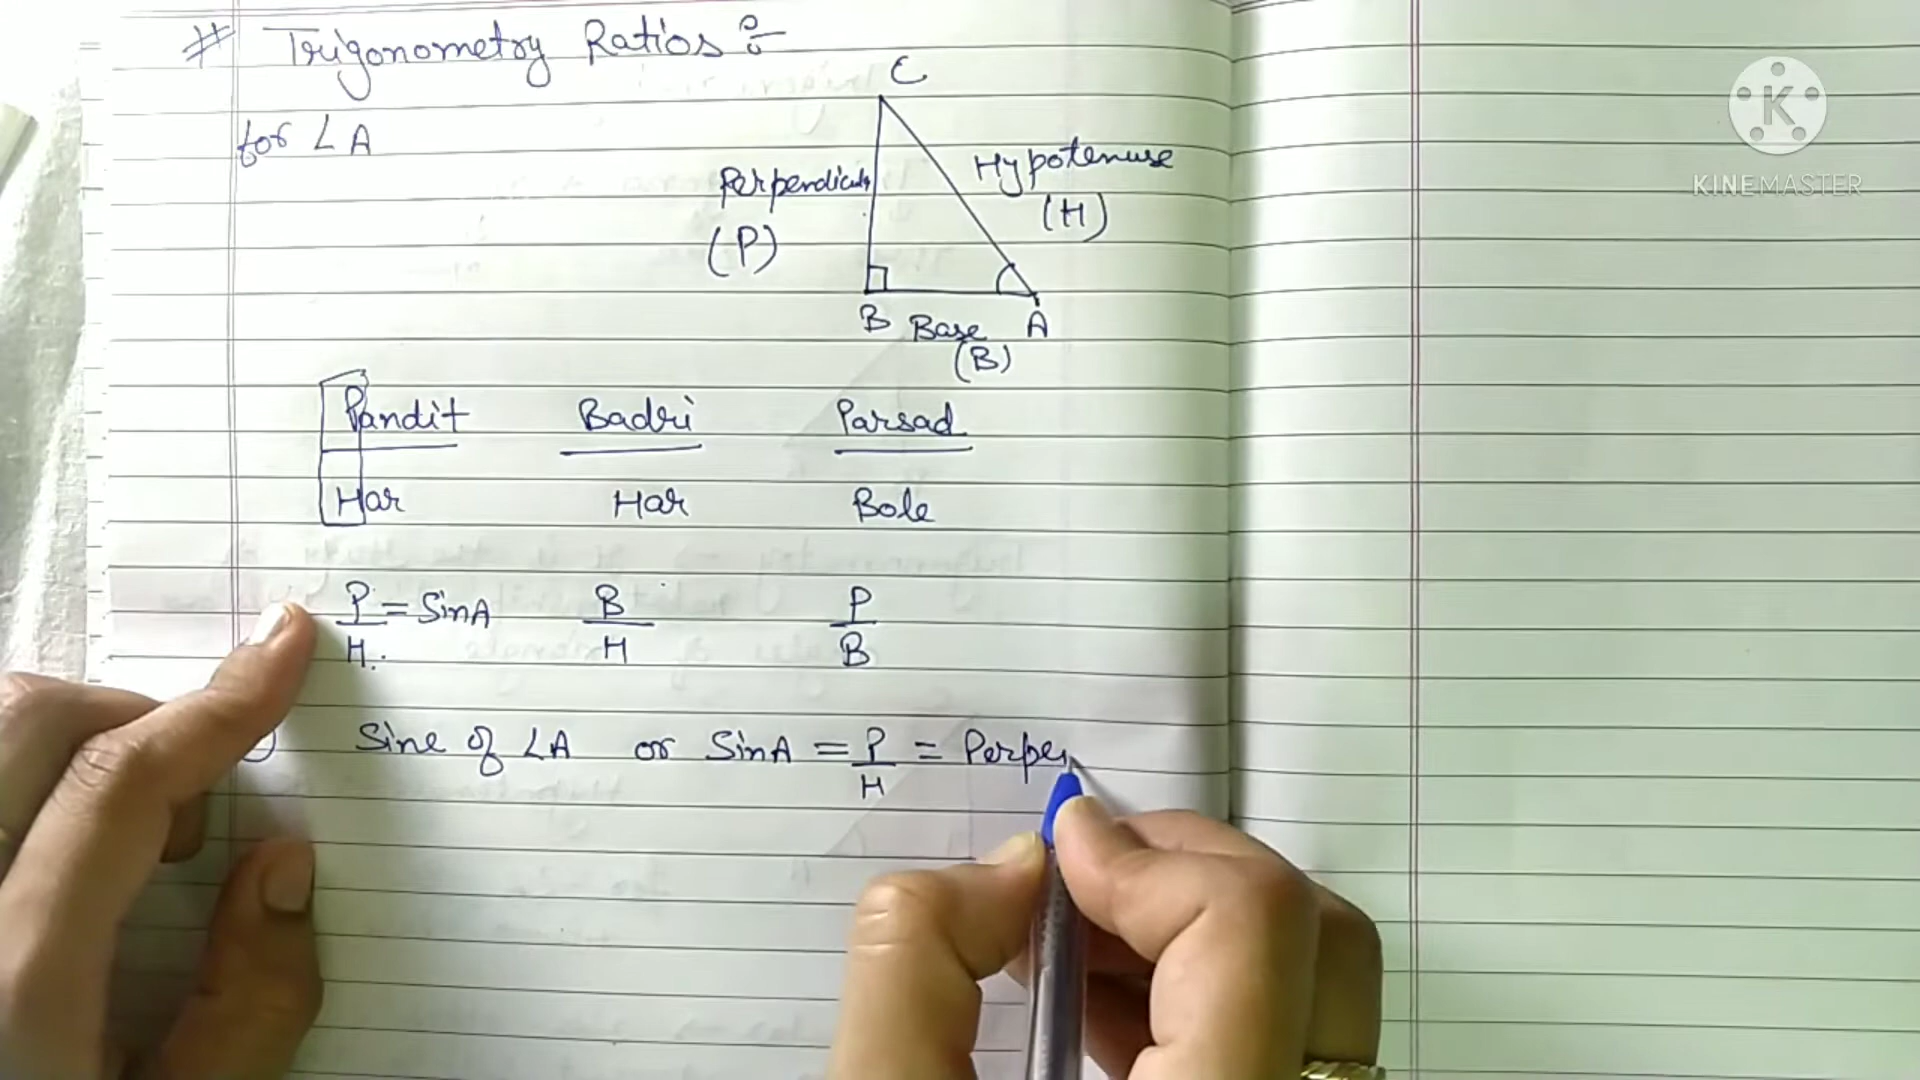 # Trigonometry Ratios :-
C
for ∠A
Hypotenuse
(H)
Perpendicular
(P)
B Base A
(B)
Pandit Badri Parsad
Har Har Bole
P/H = SinA B/H P/B
Sine of ∠A or SinA = P/H = Perpe
K
KINEMASTER